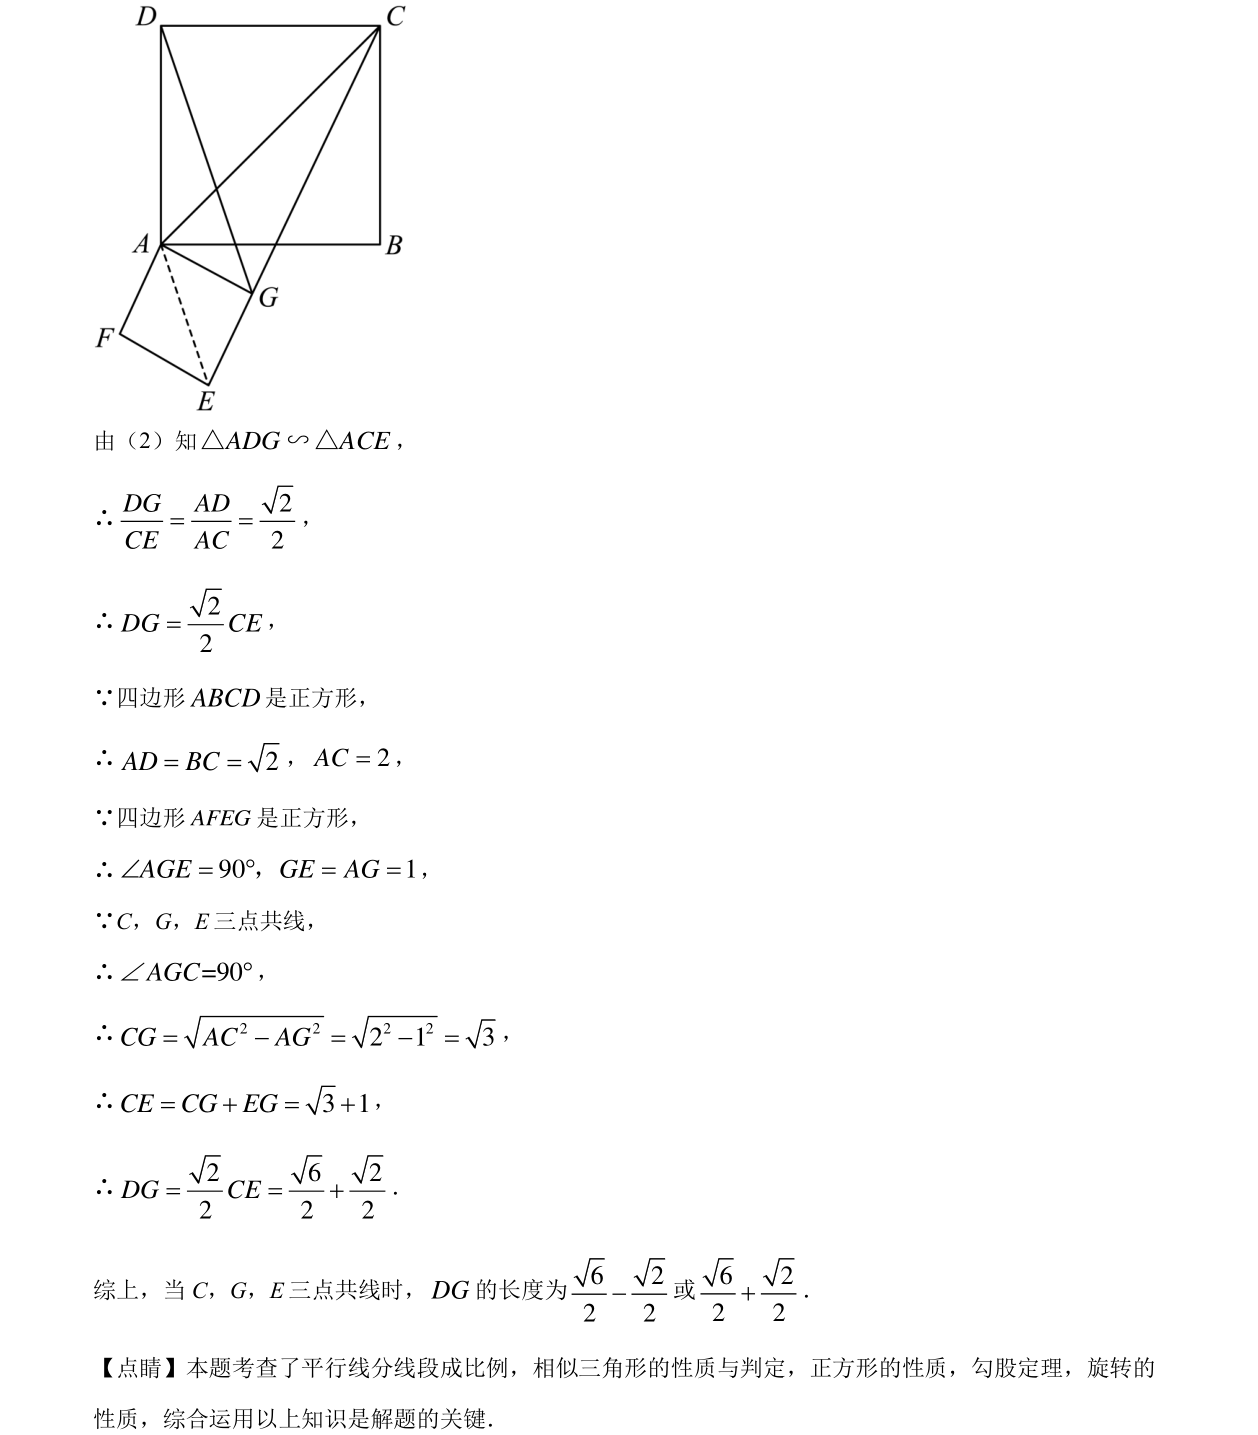 D
C
A
B
G
F
E
由（2）知△ADG∽△ACE，
∴DG/CE=AD/AC=√2/2，
∴DG=√2/2CE，
∵四边形ABCD是正方形，
∴AD=BC=√2，AC=2，
∵四边形AFEG是正方形，
∴∠AGE=90°，GE=AG=1，
∵C，G，E三点共线，
∴∠AGC=90°，
∴CG=√(AC²−AG²)=√(2²−1²)=√3，
∴CE=CG+EG=√3+1，
∴DG=√2/2CE=√6/2+√2/2．
综上，当C，G，E三点共线时，DG的长度为√6/2−√2/2或√6/2+√2/2．
【点睛】本题考查了平行线分线段成比例，相似三角形的性质与判定，正方形的性质，勾股定理，旋转的
性质，综合运用以上知识是解题的关键．